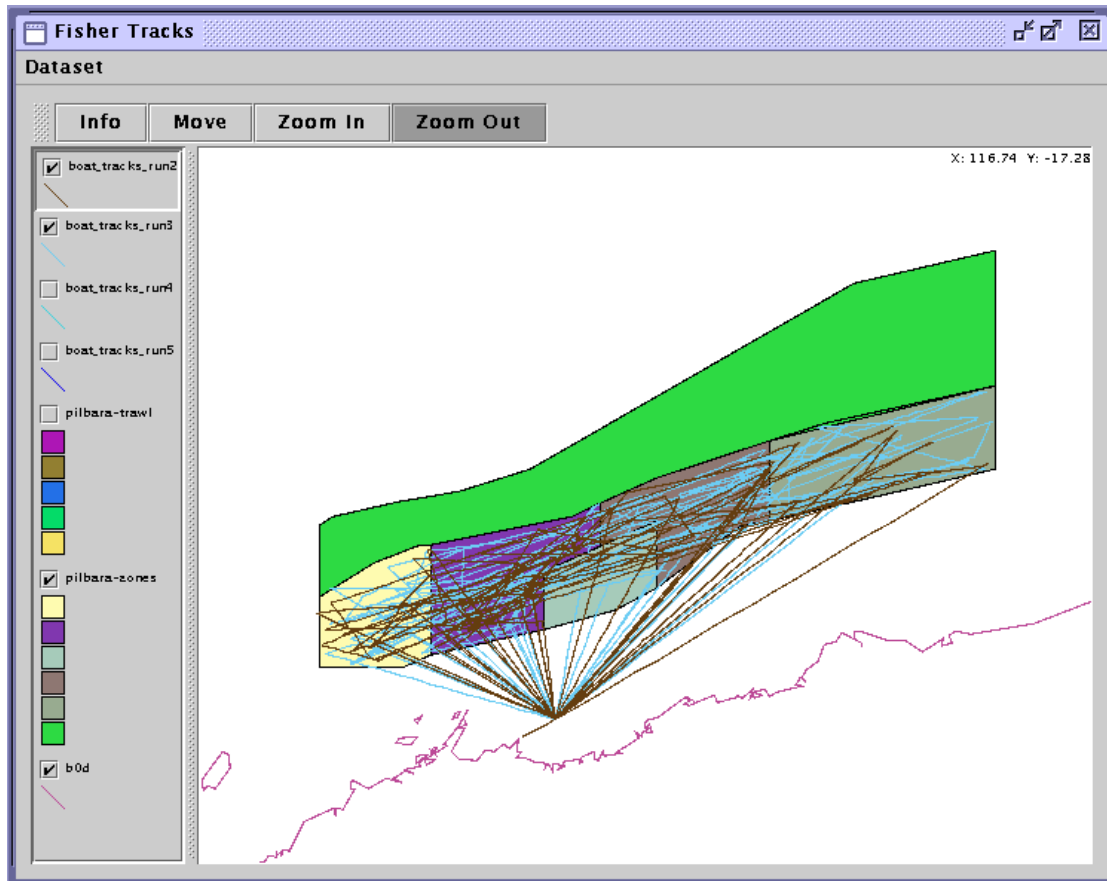 Fisher Tracks
Dataset
Info Move Zoom In Zoom Out
X: 116.74 Y: -17.28
boat_tracks_run2
boat_tracks_run3
boat_tracks_run4
boat_tracks_run5
pilbara-trawl
pilbara-zones
b0d